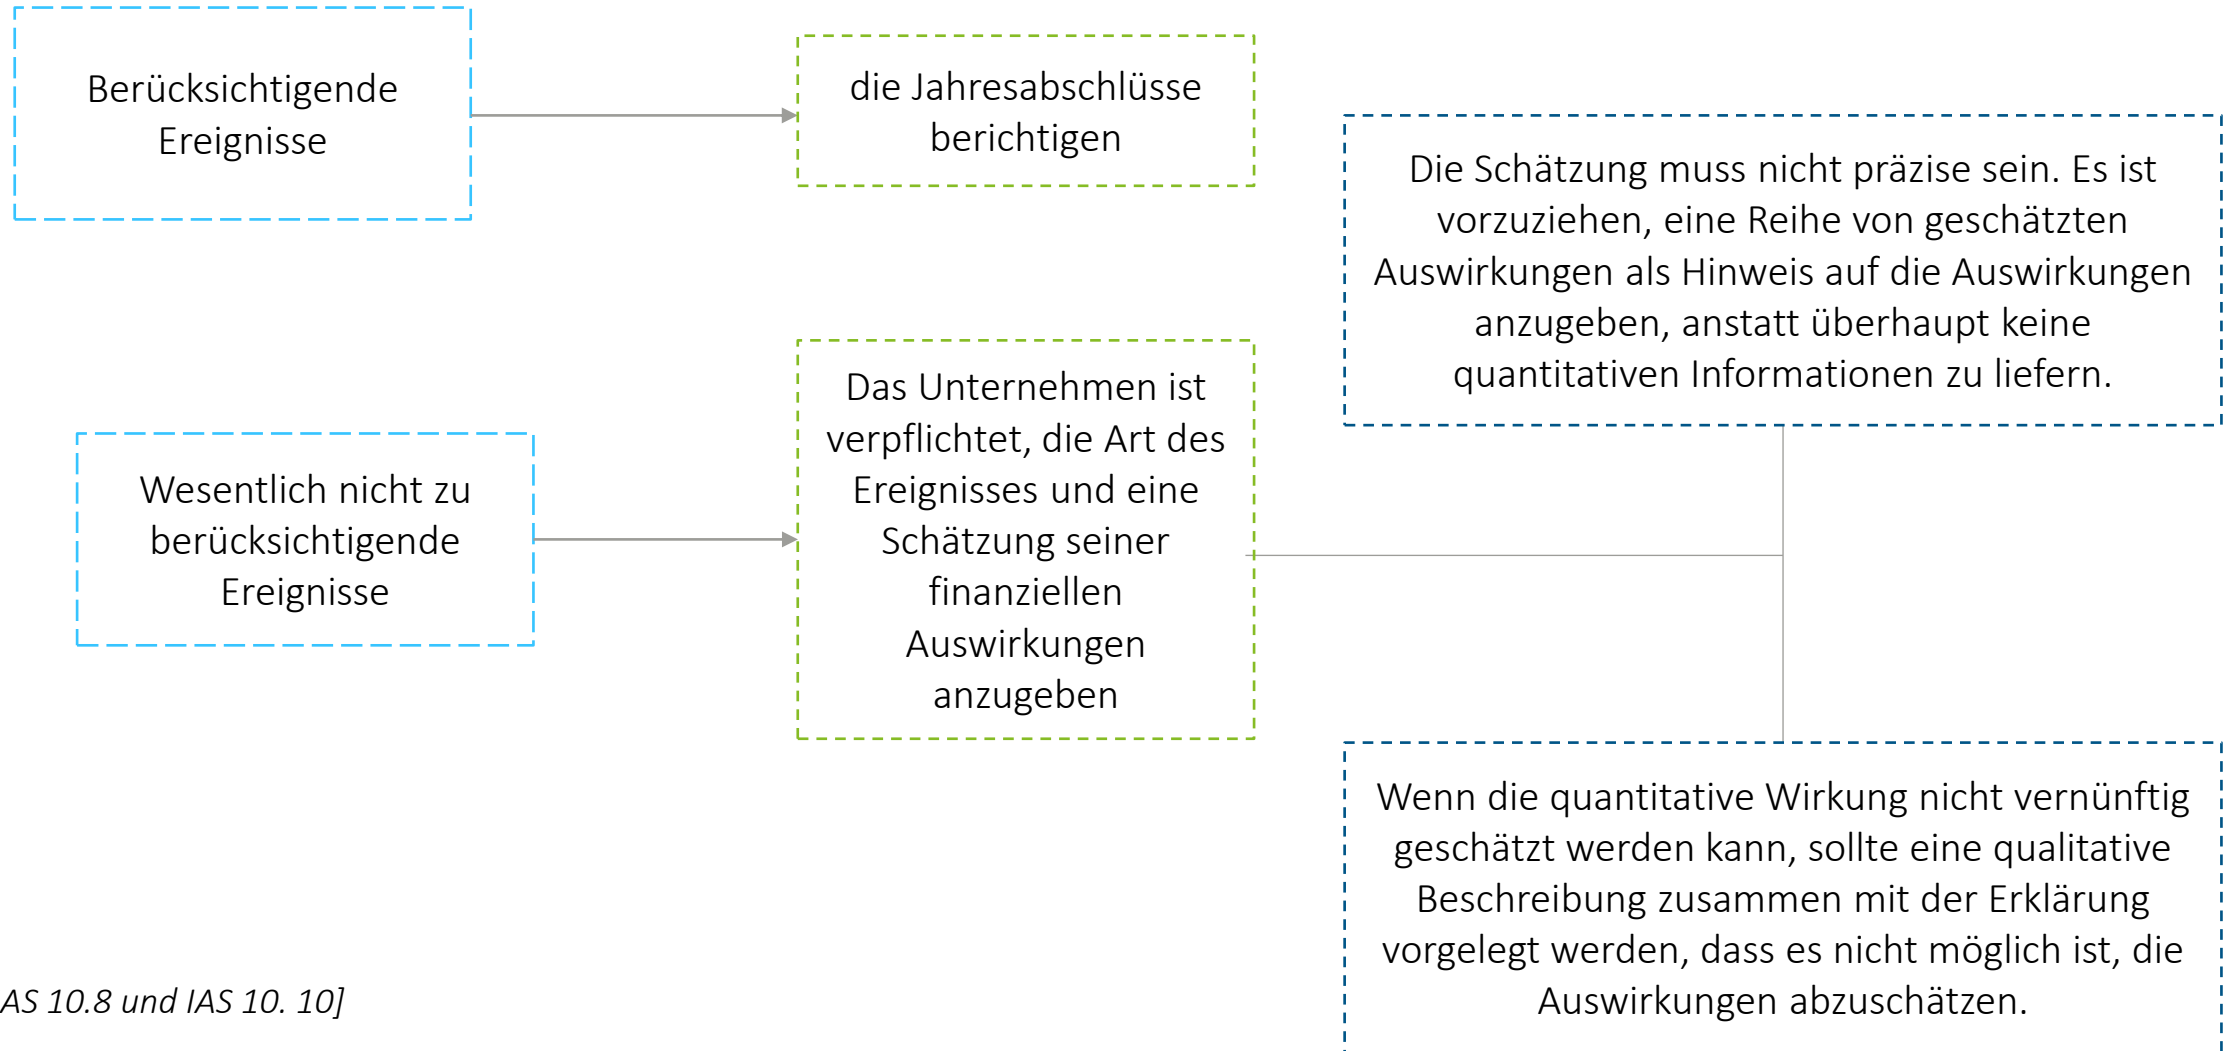 Berücksichtigende
Ereignisse
die Jahresabschlüsse
berichtigen
Wesentlich nicht zu
berücksichtigende
Ereignisse
Das Unternehmen ist
verpflichtet, die Art des
Ereignisses und eine
Schätzung seiner
finanziellen
Auswirkungen
anzugeben
Die Schätzung muss nicht präzise sein. Es ist
vorzuziehen, eine Reihe von geschätzten
Auswirkungen als Hinweis auf die Auswirkungen
anzugeben, anstatt überhaupt keine
quantitativen Informationen zu liefern.
Wenn die quantitative Wirkung nicht vernünftig
geschätzt werden kann, sollte eine qualitative
Beschreibung zusammen mit der Erklärung
vorgelegt werden, dass es nicht möglich ist, die
Auswirkungen abzuschätzen.
AS 10.8 und IAS 10. 10]